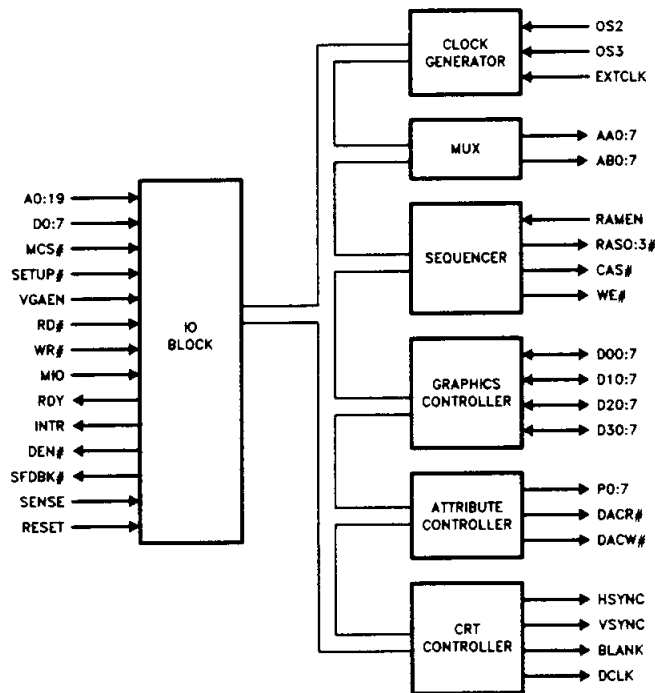 A0:19
D0:7
MCS#
SETUP#
VGAEN
RD#
WR#
MIO
RDY
INTR
DEN#
SFDBK#
SENSE
RESET
IO
BLOCK
CLOCK
GENERATOR
OS2
OS3
EXTCLK
MUX
AA0:7
AB0:7
SEQUENCER
RAMEN
RAS0:3#
CAS#
WE#
GRAPHICS
CONTROLLER
D00:7
D10:7
D20:7
D30:7
ATTRIBUTE
CONTROLLER
P0:7
DACR#
DACW#
CRT
CONTROLLER
HSYNC
VSYNC
BLANK
DCLK